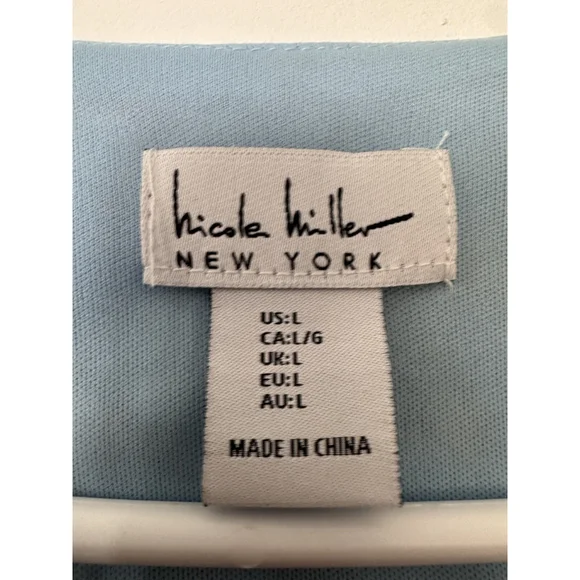 Nicole Miller
NEW YORK
US:L
CA:L/G
UK:L
EU:L
AU:L
MADE IN CHINA